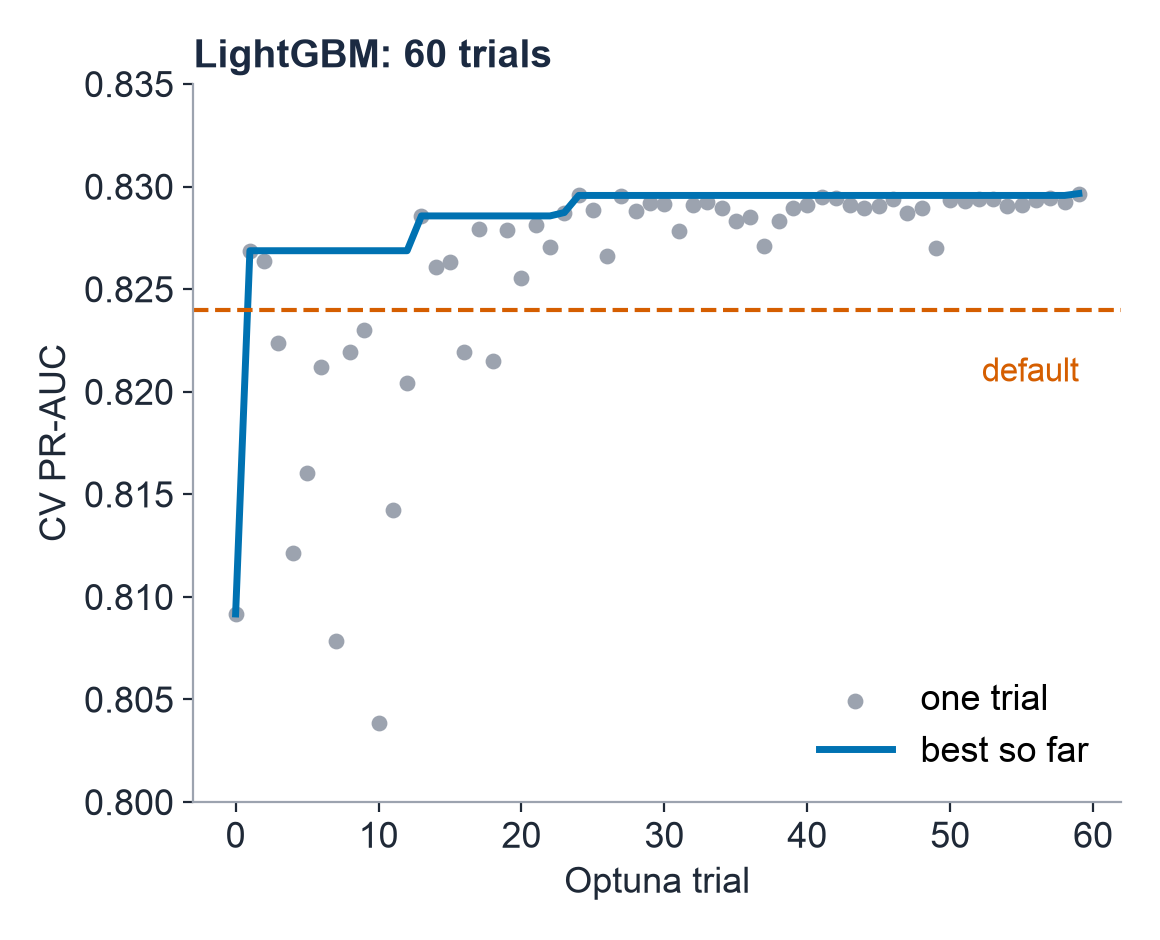 LightGBM: 60 trials
0.835
0.830
0.825
0.820
0.815
0.810
0.805
0.800
CV PR-AUC
default
one trial
best so far
0 10 20 30 40 50 60
Optuna trial